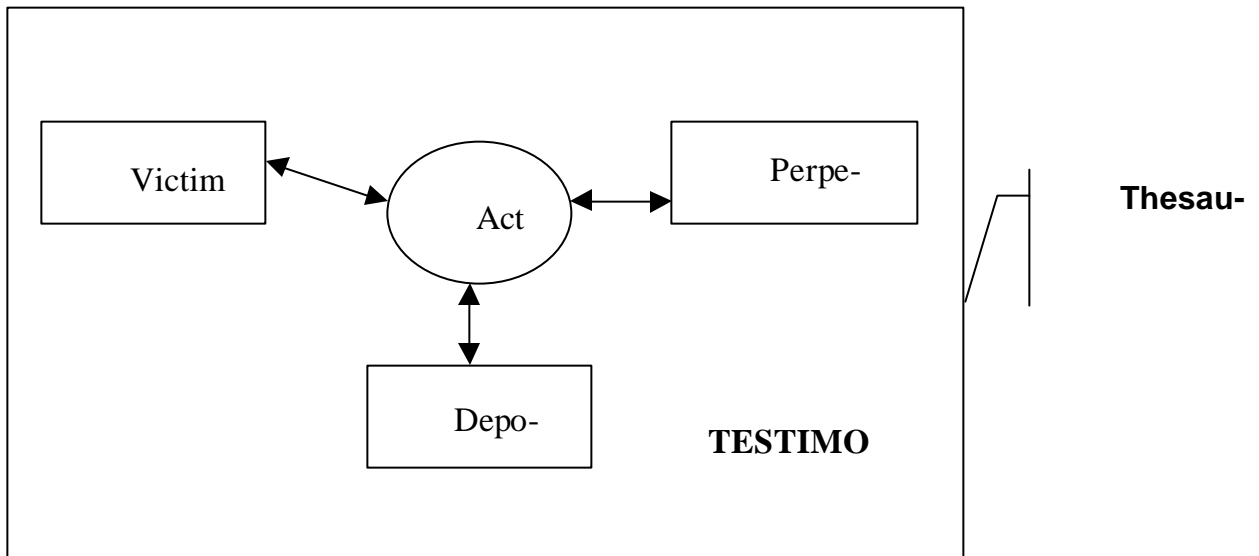 Victim
Perpe-
Thesau-
Act
Depo-
TESTIMO